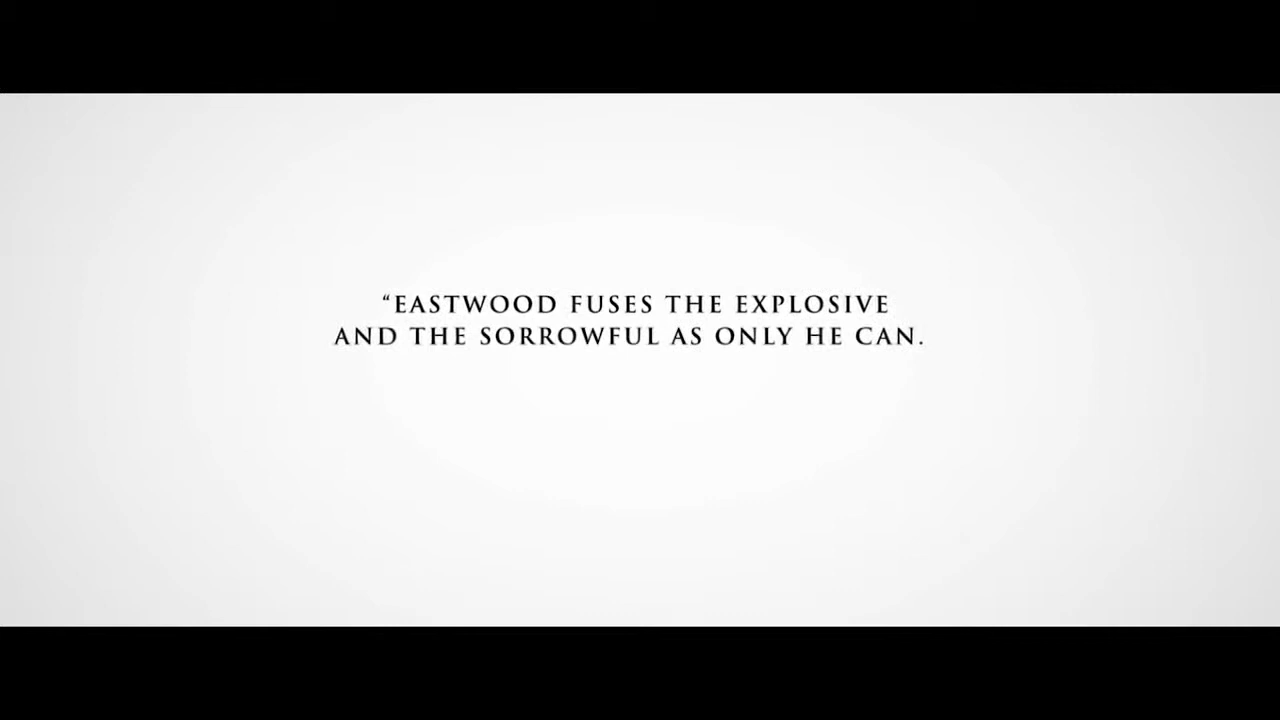 “EASTWOOD FUSES THE EXPLOSIVE
AND THE SORROWFUL AS ONLY HE CAN.